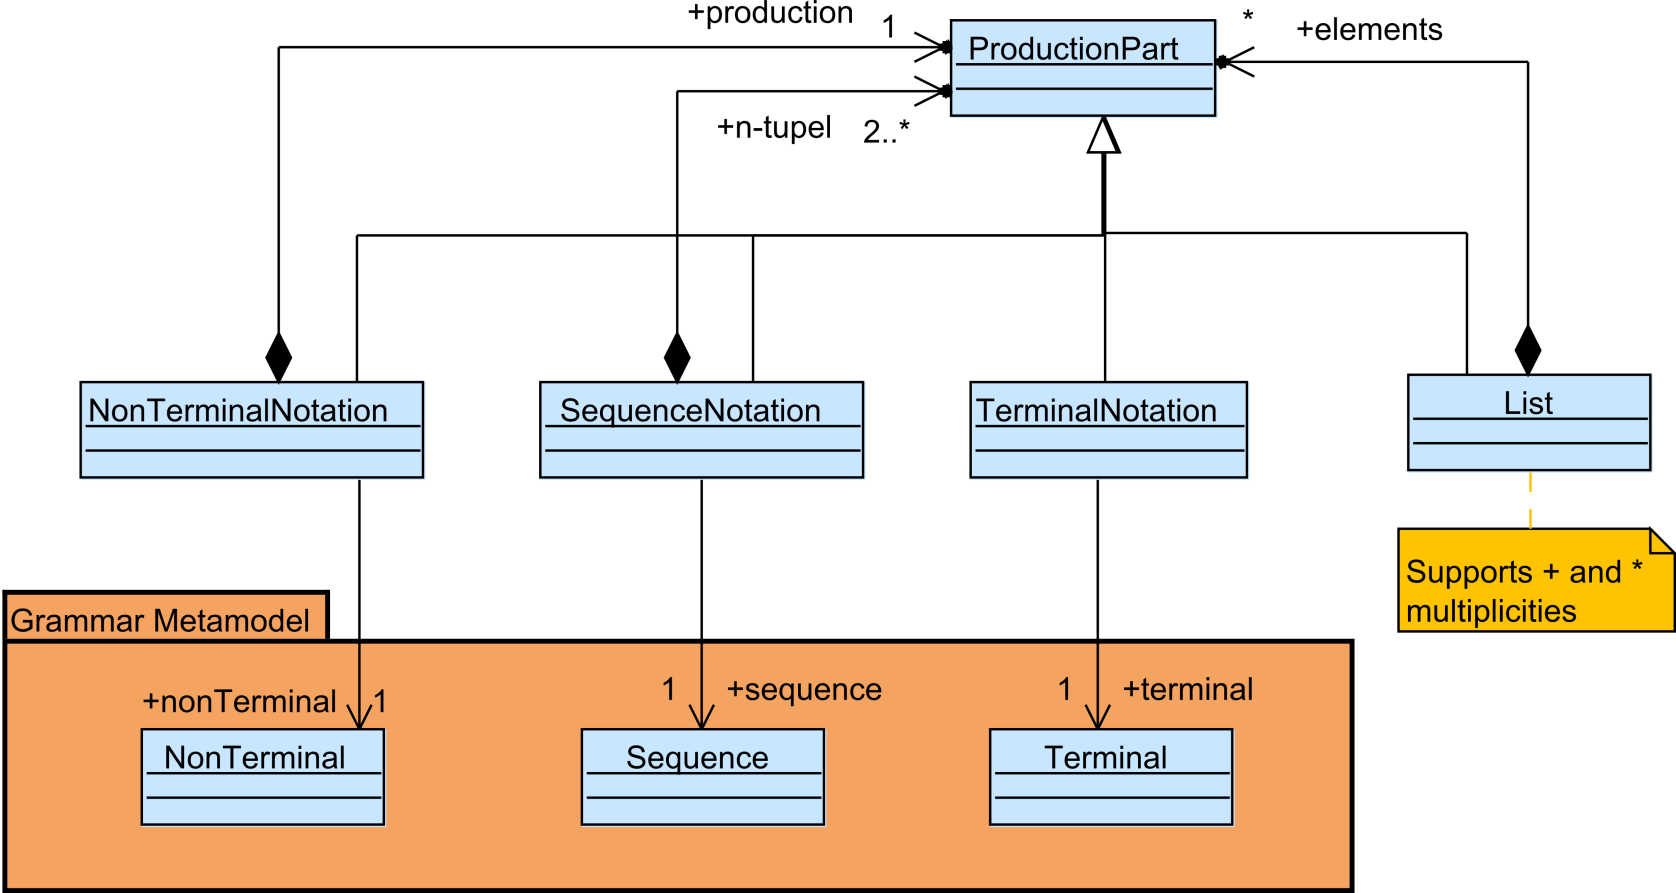 +production
1
*
+elements
ProductionPart
+n-tupel
2..*
NonTerminalNotation
SequenceNotation
TerminalNotation
List
Supports + and *
multiplicities
Grammar Metamodel
+nonTerminal
1
1
+sequence
1
+terminal
NonTerminal
Sequence
Terminal